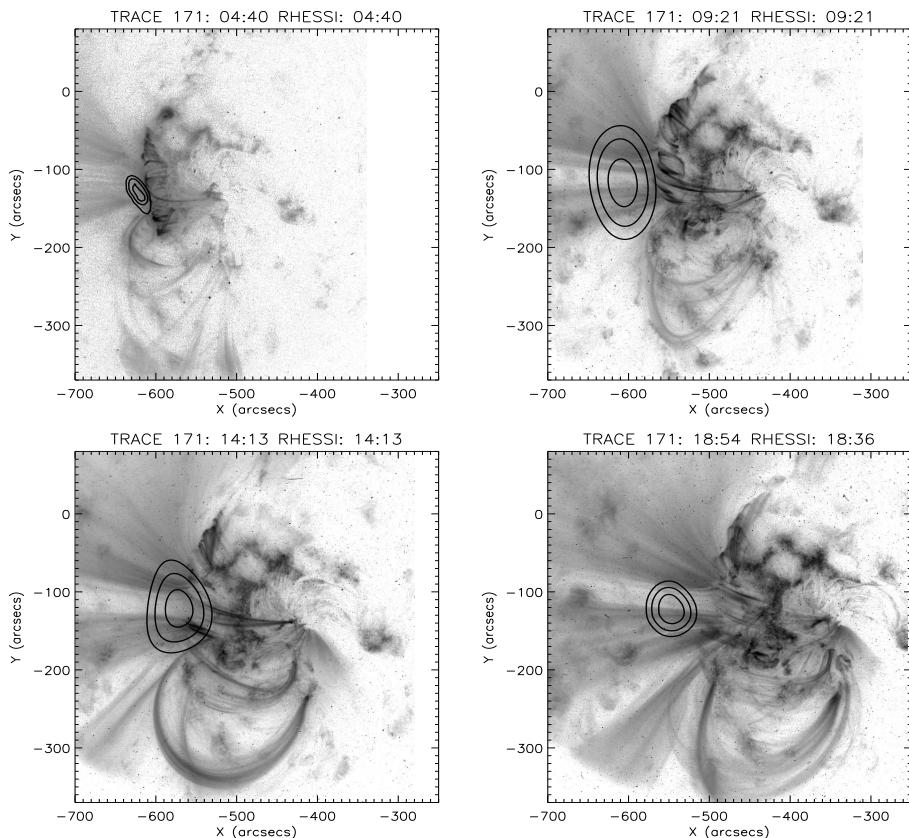 TRACE 171: 04:40 RHESSI: 04:40
0
−100
−200
−300
Y (arcsecs)
−700 −600 −500 −400 −300
X (arcsecs)
TRACE 171: 09:21 RHESSI: 09:21
0
−100
−200
−300
Y (arcsecs)
−700 −600 −500 −400 −300
X (arcsecs)
TRACE 171: 14:13 RHESSI: 14:13
0
−100
−200
−300
Y (arcsecs)
−700 −600 −500 −400 −300
X (arcsecs)
TRACE 171: 18:54 RHESSI: 18:36
0
−100
−200
−300
Y (arcsecs)
−700 −600 −500 −400 −300
X (arcsecs)